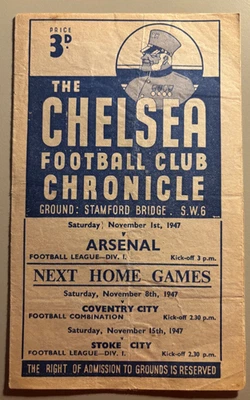 PRICE
3D.
THE
CHELSEA
FOOTBALL CLUB
CHRONICLE
GROUND: STAMFORD BRIDGE. S.W.6
Saturday November 1st, 1947
v
ARSENAL
FOOTBALL LEAGUE—DIV. I. Kick-off 3 p.m.
NEXT HOME GAMES
Saturday, November 8th, 1947
v
COVENTRY CITY
FOOTBALL COMBINATION Kick-off 2.30 p.m.
Saturday, November 15th, 1947
v
STOKE CITY
FOOTBALL LEAGUE—DIV. I. Kick-off 2.30 p.m.
THE RIGHT OF ADMISSION TO GROUNDS IS RESERVED